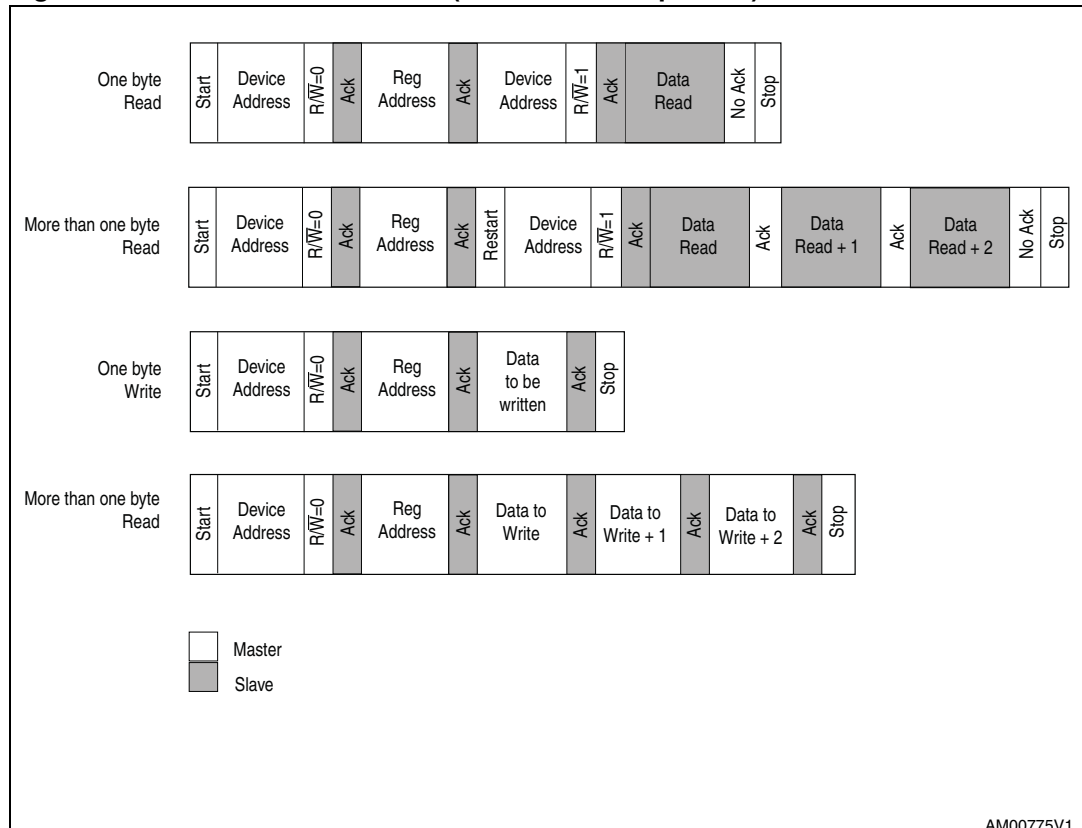 One byte
Read
Start
Device
Address
R/W̅=0
Ack
Reg
Address
Ack
Device
Address
R/W̅=1
Ack
Data
Read
No Ack
Stop
More than one byte
Read
Start
Device
Address
R/W̅=0
Ack
Reg
Address
Ack
Restart
Device
Address
R/W̅=1
Ack
Data
Read
Ack
Data
Read + 1
Ack
Data
Read + 2
No Ack
Stop
One byte
Write
Start
Device
Address
R/W̅=0
Ack
Reg
Address
Ack
Data
to be
written
Ack
Stop
More than one byte
Read
Start
Device
Address
R/W̅=0
Ack
Reg
Address
Ack
Data to
Write
Ack
Data to
Write + 1
Ack
Data to
Write + 2
Ack
Stop
Master
Slave
AM00775V1